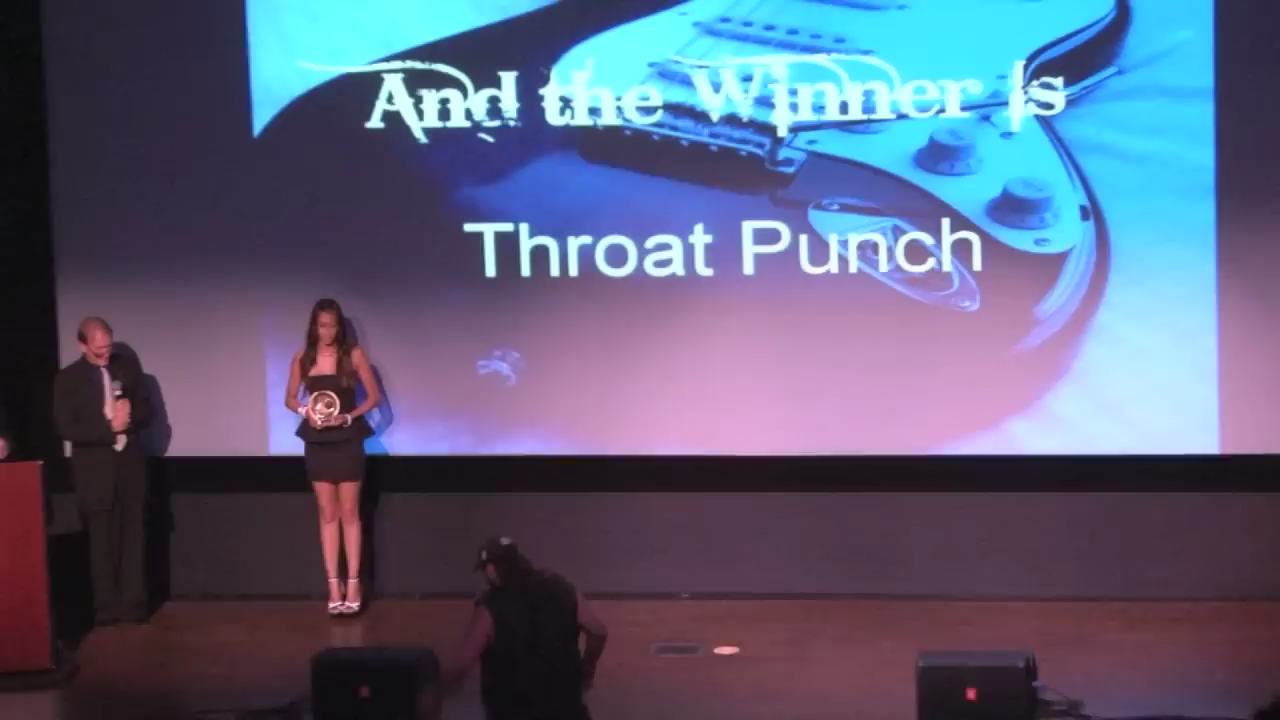 And the Winner Is
Throat Punch